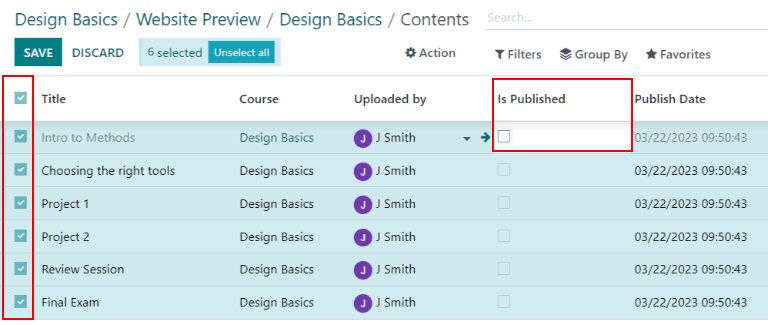 Design Basics / Website Preview / Design Basics / Contents Search...
SAVE DISCARD 6 selected Unselect all Action Filters Group By Favorites
Title Course Uploaded by Is Published Publish Date
Intro to Methods Design Basics J J Smith 03/22/2023 09:50:43
Choosing the right tools Design Basics J J Smith 03/22/2023 09:50:43
Project 1 Design Basics J J Smith 03/22/2023 09:50:43
Project 2 Design Basics J J Smith 03/22/2023 09:50:43
Review Session Design Basics J J Smith 03/22/2023 09:50:43
Final Exam Design Basics J J Smith 03/22/2023 09:50:43